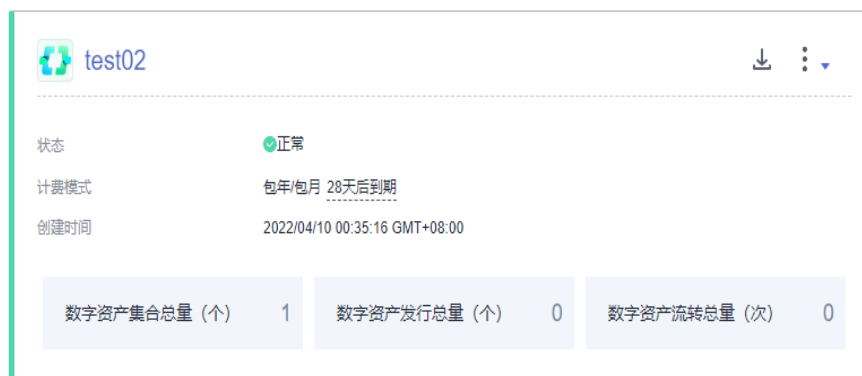 test02
状态 正常
计费模式 包年/包月 28天后到期
创建时间 2022/04/10 00:35:16 GMT+08:00
数字资产集合总量（个） 1 数字资产发行总量（个） 0 数字资产流转总量（次） 0